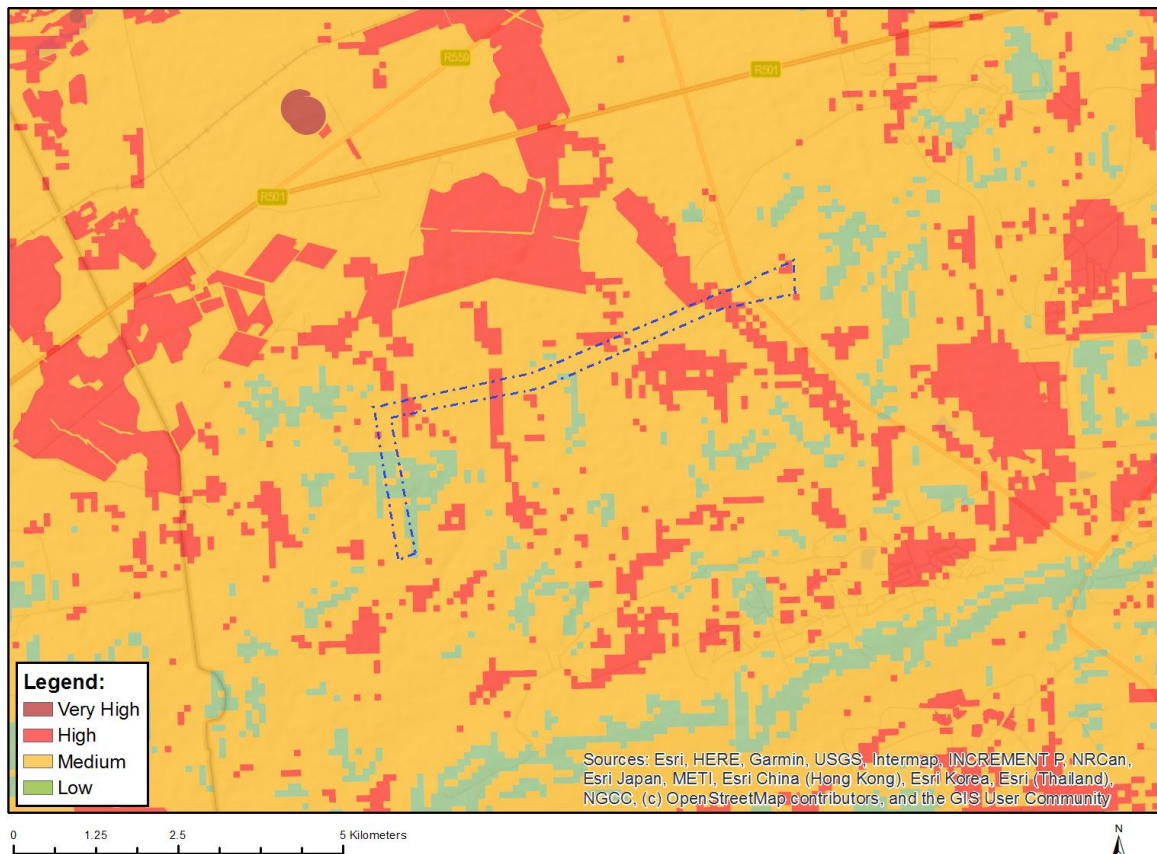 R550
R501
R501
Legend:
Very High
High
Medium
Low
Sources: Esri, HERE, Garmin, USGS, Intermap, INCREMENT P, NRCan,
Esri Japan, METI, Esri China (Hong Kong), Esri Korea, Esri (Thailand),
NGCC, (c) OpenStreetMap contributors, and the GIS User Community
0 1.25 2.5 5 Kilometers
N